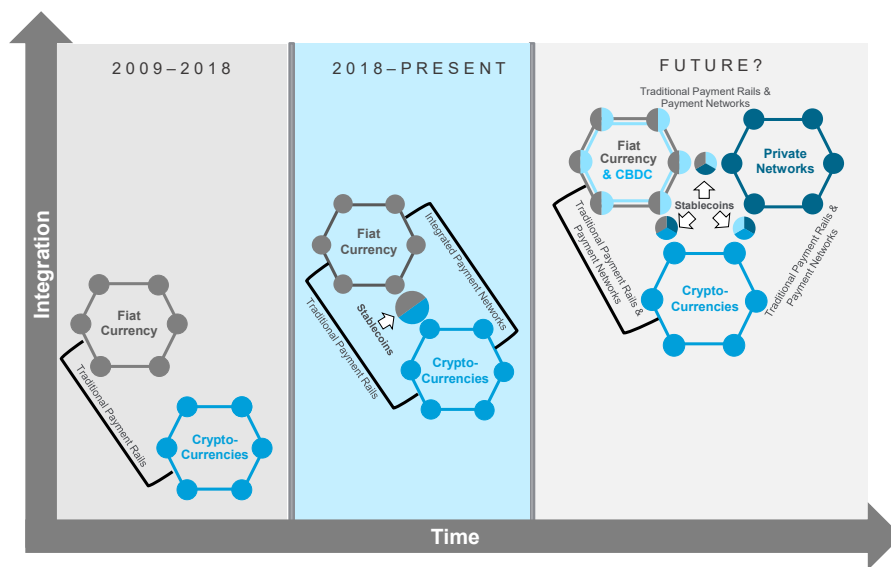 2009–2018
2018–PRESENT
FUTURE?
Integration
Time
Fiat
Currency
Traditional Payment Rails
Crypto-
Currencies
Fiat
Currency
Integrated Payment Networks
Traditional Payment Rails
Stablecoins
Crypto-
Currencies
Traditional Payment Rails &
Payment Networks
Fiat
Currency
& CBDC
Private
Networks
Stablecoins
Traditional Payment Rails &
Payment Networks
Traditional Payment Rails &
Payment Networks
Crypto-
Currencies